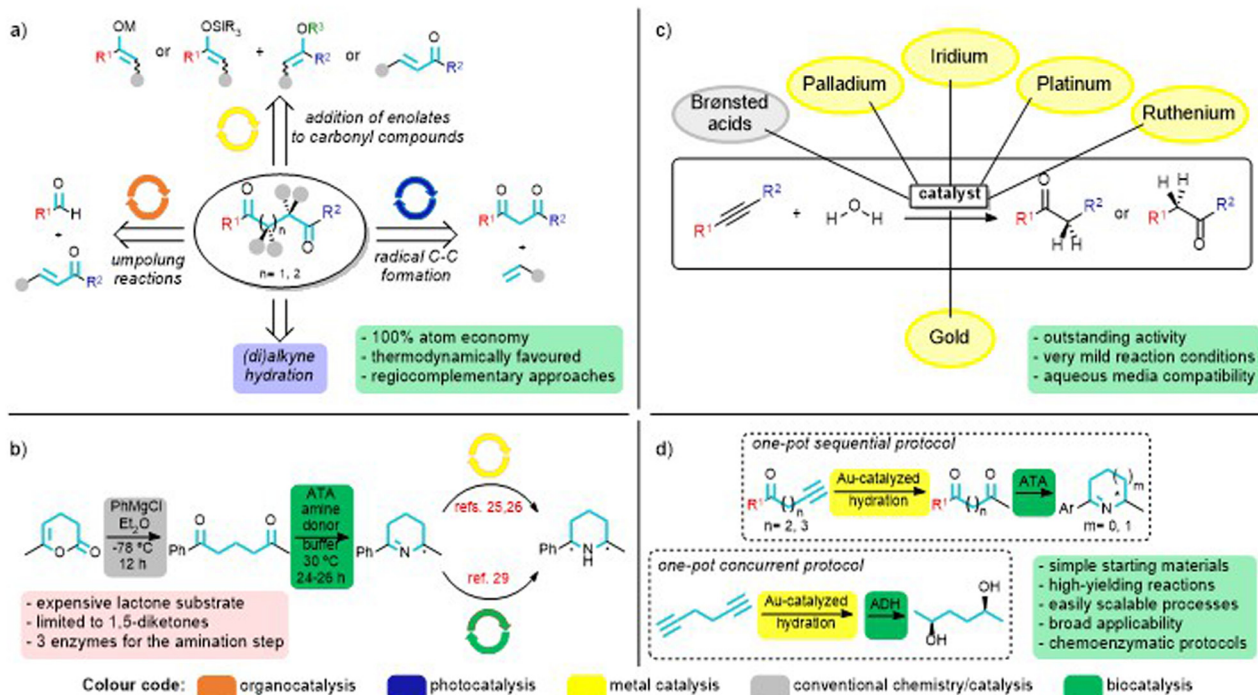 a)
OM
R¹
or
OSiR₃
R¹
+
OR³
R²
or
O
R²
addition of enolates
to carbonyl compounds
O
R¹
H
+
O
R²
umpolung
reactions
O
R¹
n
R²
O
n= 1, 2
radical C-C
formation
O
O
R¹
R²
+
(di)alkyne
hydration
- 100% atom economy
- thermodynamically favoured
- regiocomplementary approaches
b)
O
O
PhMgCl
Et₂O
-78 ºC
12 h
O
Ph
O
ATA
amine
donor
buffer
30 ºC
24-26 h
Ph
N
refs. 25,26
ref. 29
Ph
N
H
- expensive lactone substrate
- limited to 1,5-diketones
- 3 enzymes for the amination step
c)
Brønsted
acids
Palladium
Iridium
Platinum
Ruthenium
R¹
R²
+
H
O
H
catalyst
O
R¹
R²
H
H
or
H
H
R¹
R²
O
Gold
- outstanding activity
- very mild reaction conditions
- aqueous media compatibility
d)
one-pot sequential protocol
O
R¹
n
n= 2, 3
Au-catalyzed
hydration
O
R¹
n
O
ATA
Ar
N
*
m
m= 0, 1
one-pot concurrent protocol
Au-catalyzed
hydration
ADH
OH
OH
- simple starting materials
- high-yielding reactions
- easily scalable processes
- broad applicability
- chemoenzymatic protocols
Colour code: organocatalysis photocatalysis metal catalysis conventional chemistry/catalysis biocatalysis